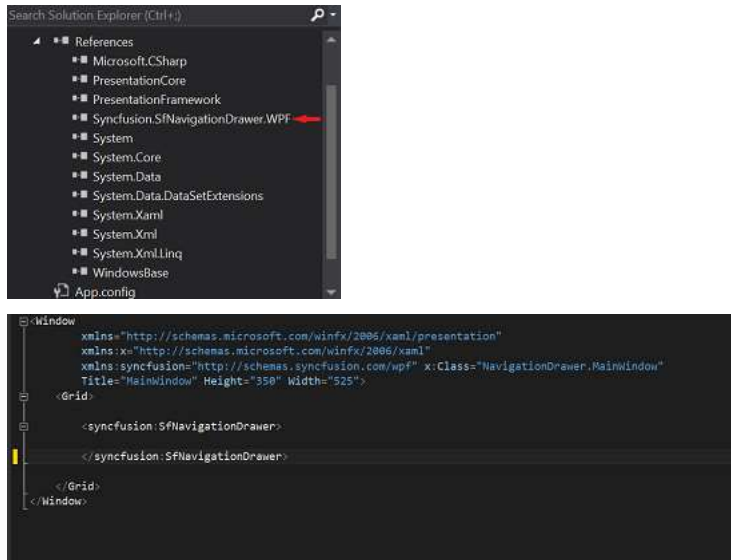 Search Solution Explorer (Ctrl+;)
References
Microsoft.CSharp
PresentationCore
PresentationFramework
Syncfusion.SfNavigationDrawer.WPF
System
System.Core
System.Data
System.Data.DataSetExtensions
System.Xaml
System.Xml
System.Xml.Linq
WindowsBase
App.config
<Window
xmlns="http://schemas.microsoft.com/winfx/2006/xaml/presentation"
xmlns:x="http://schemas.microsoft.com/winfx/2006/xaml"
xmlns:syncfusion="http://schemas.syncfusion.com/wpf" x:Class="NavigationDrawer.MainWindow"
Title="MainWindow" Height="350" Width="525">
<Grid>
<syncfusion:SfNavigationDrawer>
</syncfusion:SfNavigationDrawer>
</Grid>
</Window>